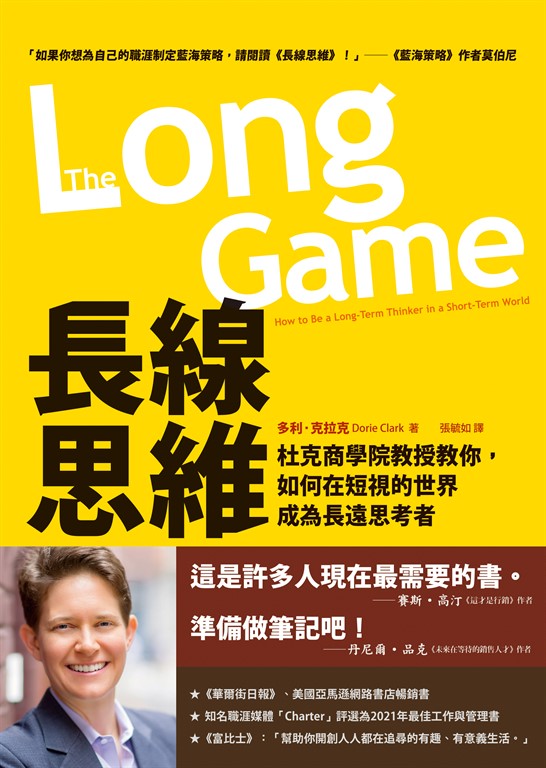 「如果你想為自己的職涯制定藍海策略，請閱讀《長線思維》！」——《藍海策略》作者莫伯尼
The Long
Game
How to Be a Long-Term Thinker in a Short-Term World
長線
思維
多利・克拉克 Dorie Clark 著 張毓如 譯
杜克商學院教授教你，
如何在短視的世界
成為長遠思考者
這是許多人現在最需要的書。
——賽斯・高汀《這才是行銷》作者
準備做筆記吧！
——丹尼爾・品克《未來在等待的銷售人才》作者
★《華爾街日報》、美國亞馬遜網路書店暢銷書
★ 知名職涯媒體「Charter」評選為2021年最佳工作與管理書
★《富比士》：「幫助你開創人人都在追尋的有趣、有意義生活。」